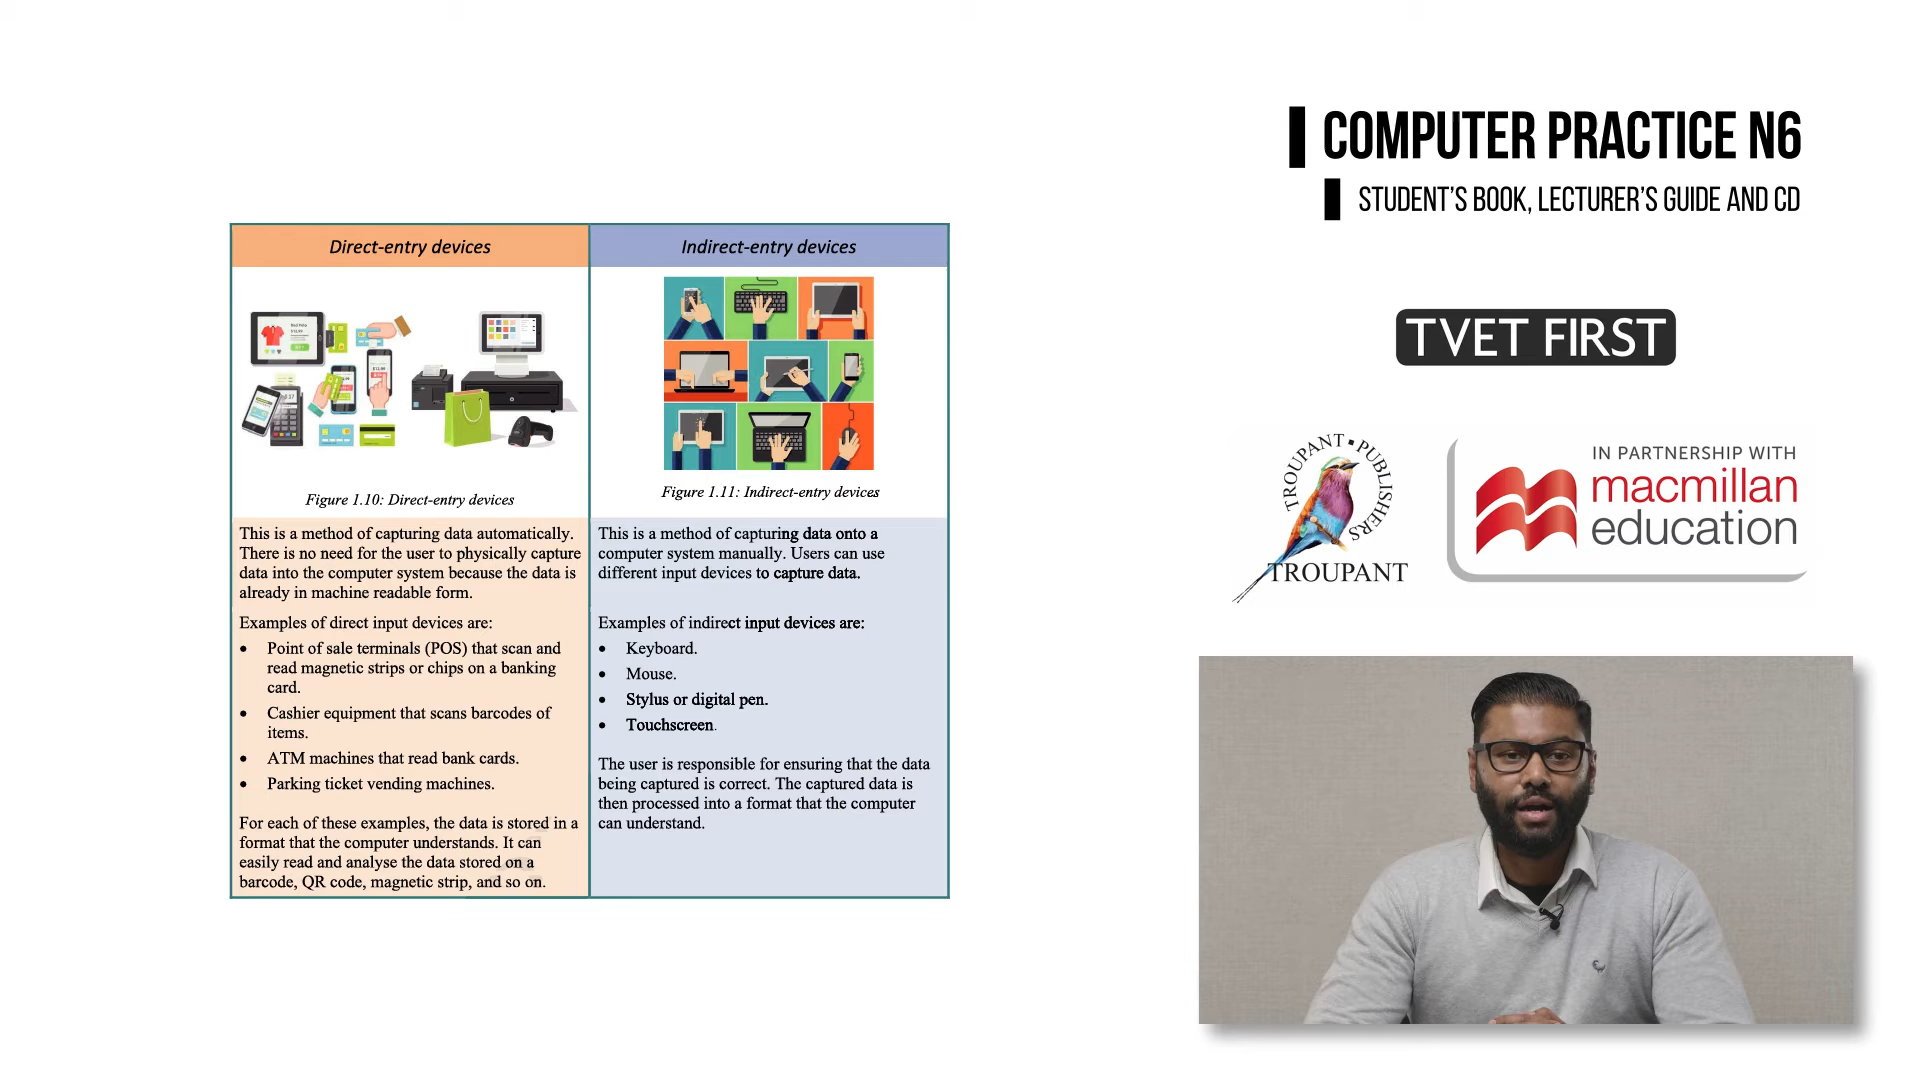 COMPUTER PRACTICE N6
STUDENT'S BOOK, LECTURER'S GUIDE AND CD
TVET FIRST
TROUPANT ▪ PUBLISHERS
TROUPANT
IN PARTNERSHIP WITH
macmillan
education
Direct-entry devices
Figure 1.10: Direct-entry devices
This is a method of capturing data automatically.
There is no need for the user to physically capture
data into the computer system because the data is
already in machine readable form.
Examples of direct input devices are:
• Point of sale terminals (POS) that scan and
read magnetic strips or chips on a banking
card.
• Cashier equipment that scans barcodes of
items.
• ATM machines that read bank cards.
• Parking ticket vending machines.
For each of these examples, the data is stored in a
format that the computer understands. It can
easily read and analyse the data stored on a
barcode, QR code, magnetic strip, and so on.
Indirect-entry devices
Figure 1.11: Indirect-entry devices
This is a method of capturing data onto a
computer system manually. Users can use
different input devices to capture data.
Examples of indirect input devices are:
• Keyboard.
• Mouse.
• Stylus or digital pen.
• Touchscreen.
The user is responsible for ensuring that the data
being captured is correct. The captured data is
then processed into a format that the computer
can understand.